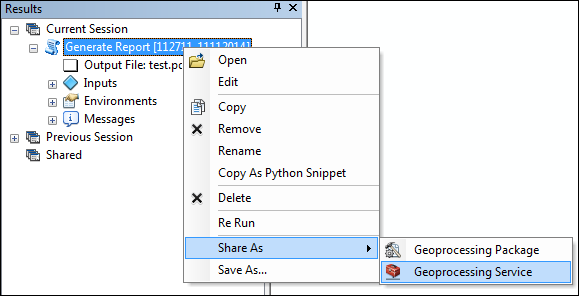 Results
Current Session
Generate Report [112711_11112014]
Output File: test.pd
Inputs
Environments
Messages
Previous Session
Shared
Open
Edit
Copy
Remove
Rename
Copy As Python Snippet
Delete
Re Run
Share As
Save As...
Geoprocessing Package
Geoprocessing Service